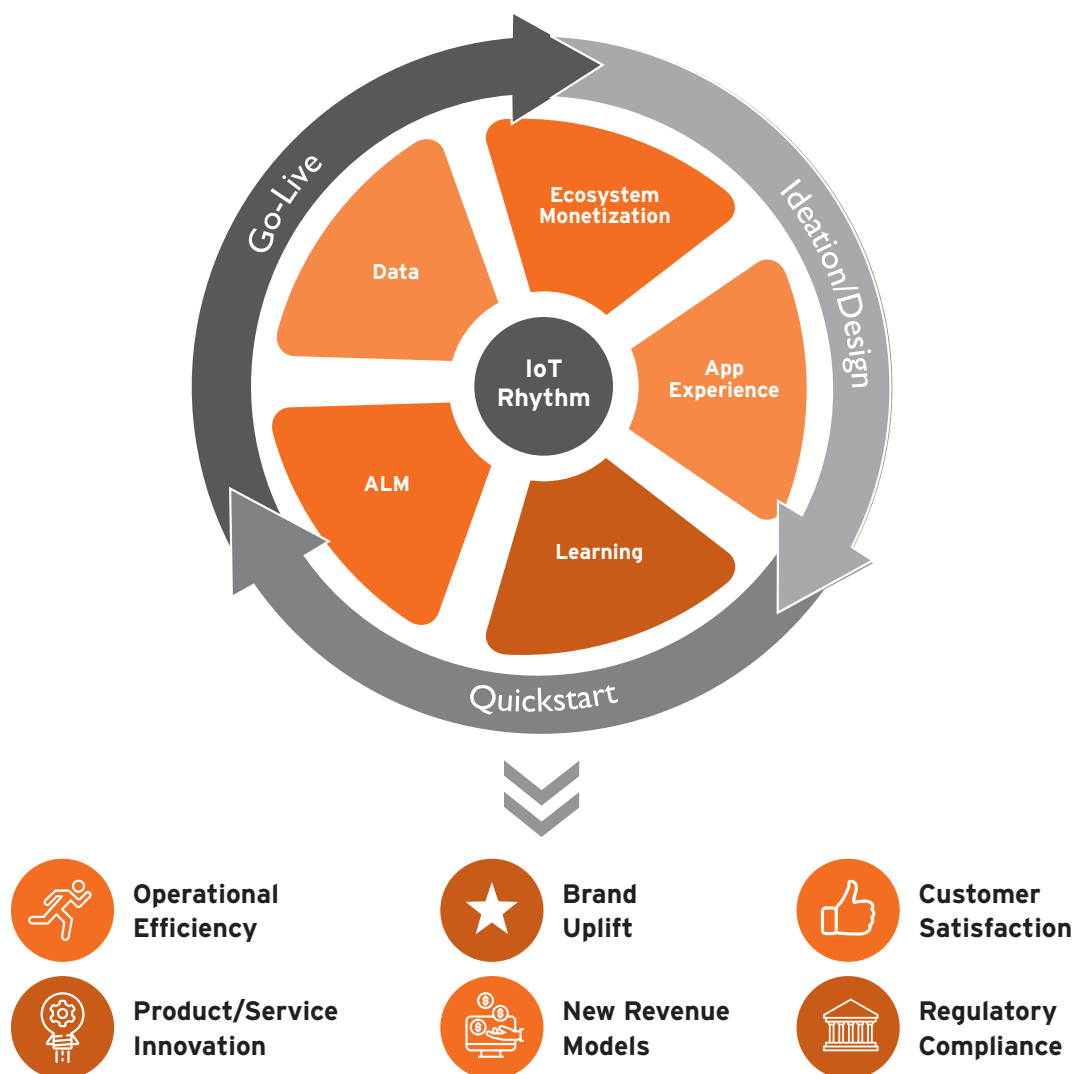 Go-Live
Ideation/Design
Quickstart
Ecosystem
Monetization
Data
App
Experience
IoT
Rhythm
ALM
Learning
Operational
Efficiency
Brand
Uplift
Customer
Satisfaction
Product/Service
Innovation
New Revenue
Models
Regulatory
Compliance